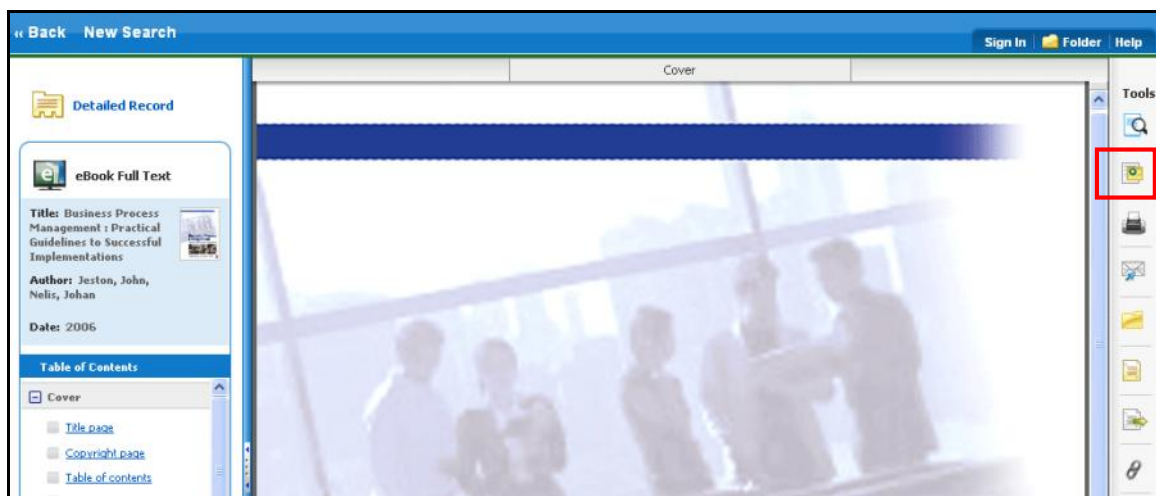 « Back New Search
Sign In Folder Help
Cover
Tools
Detailed Record
eBook Full Text
Title: Business Process
Management : Practical
Guidelines to Successful
Implementations
Author: Jeston, John,
Nelis, Johan
Date: 2006
Table of Contents
Cover
Title page
Copyright page
Table of contents